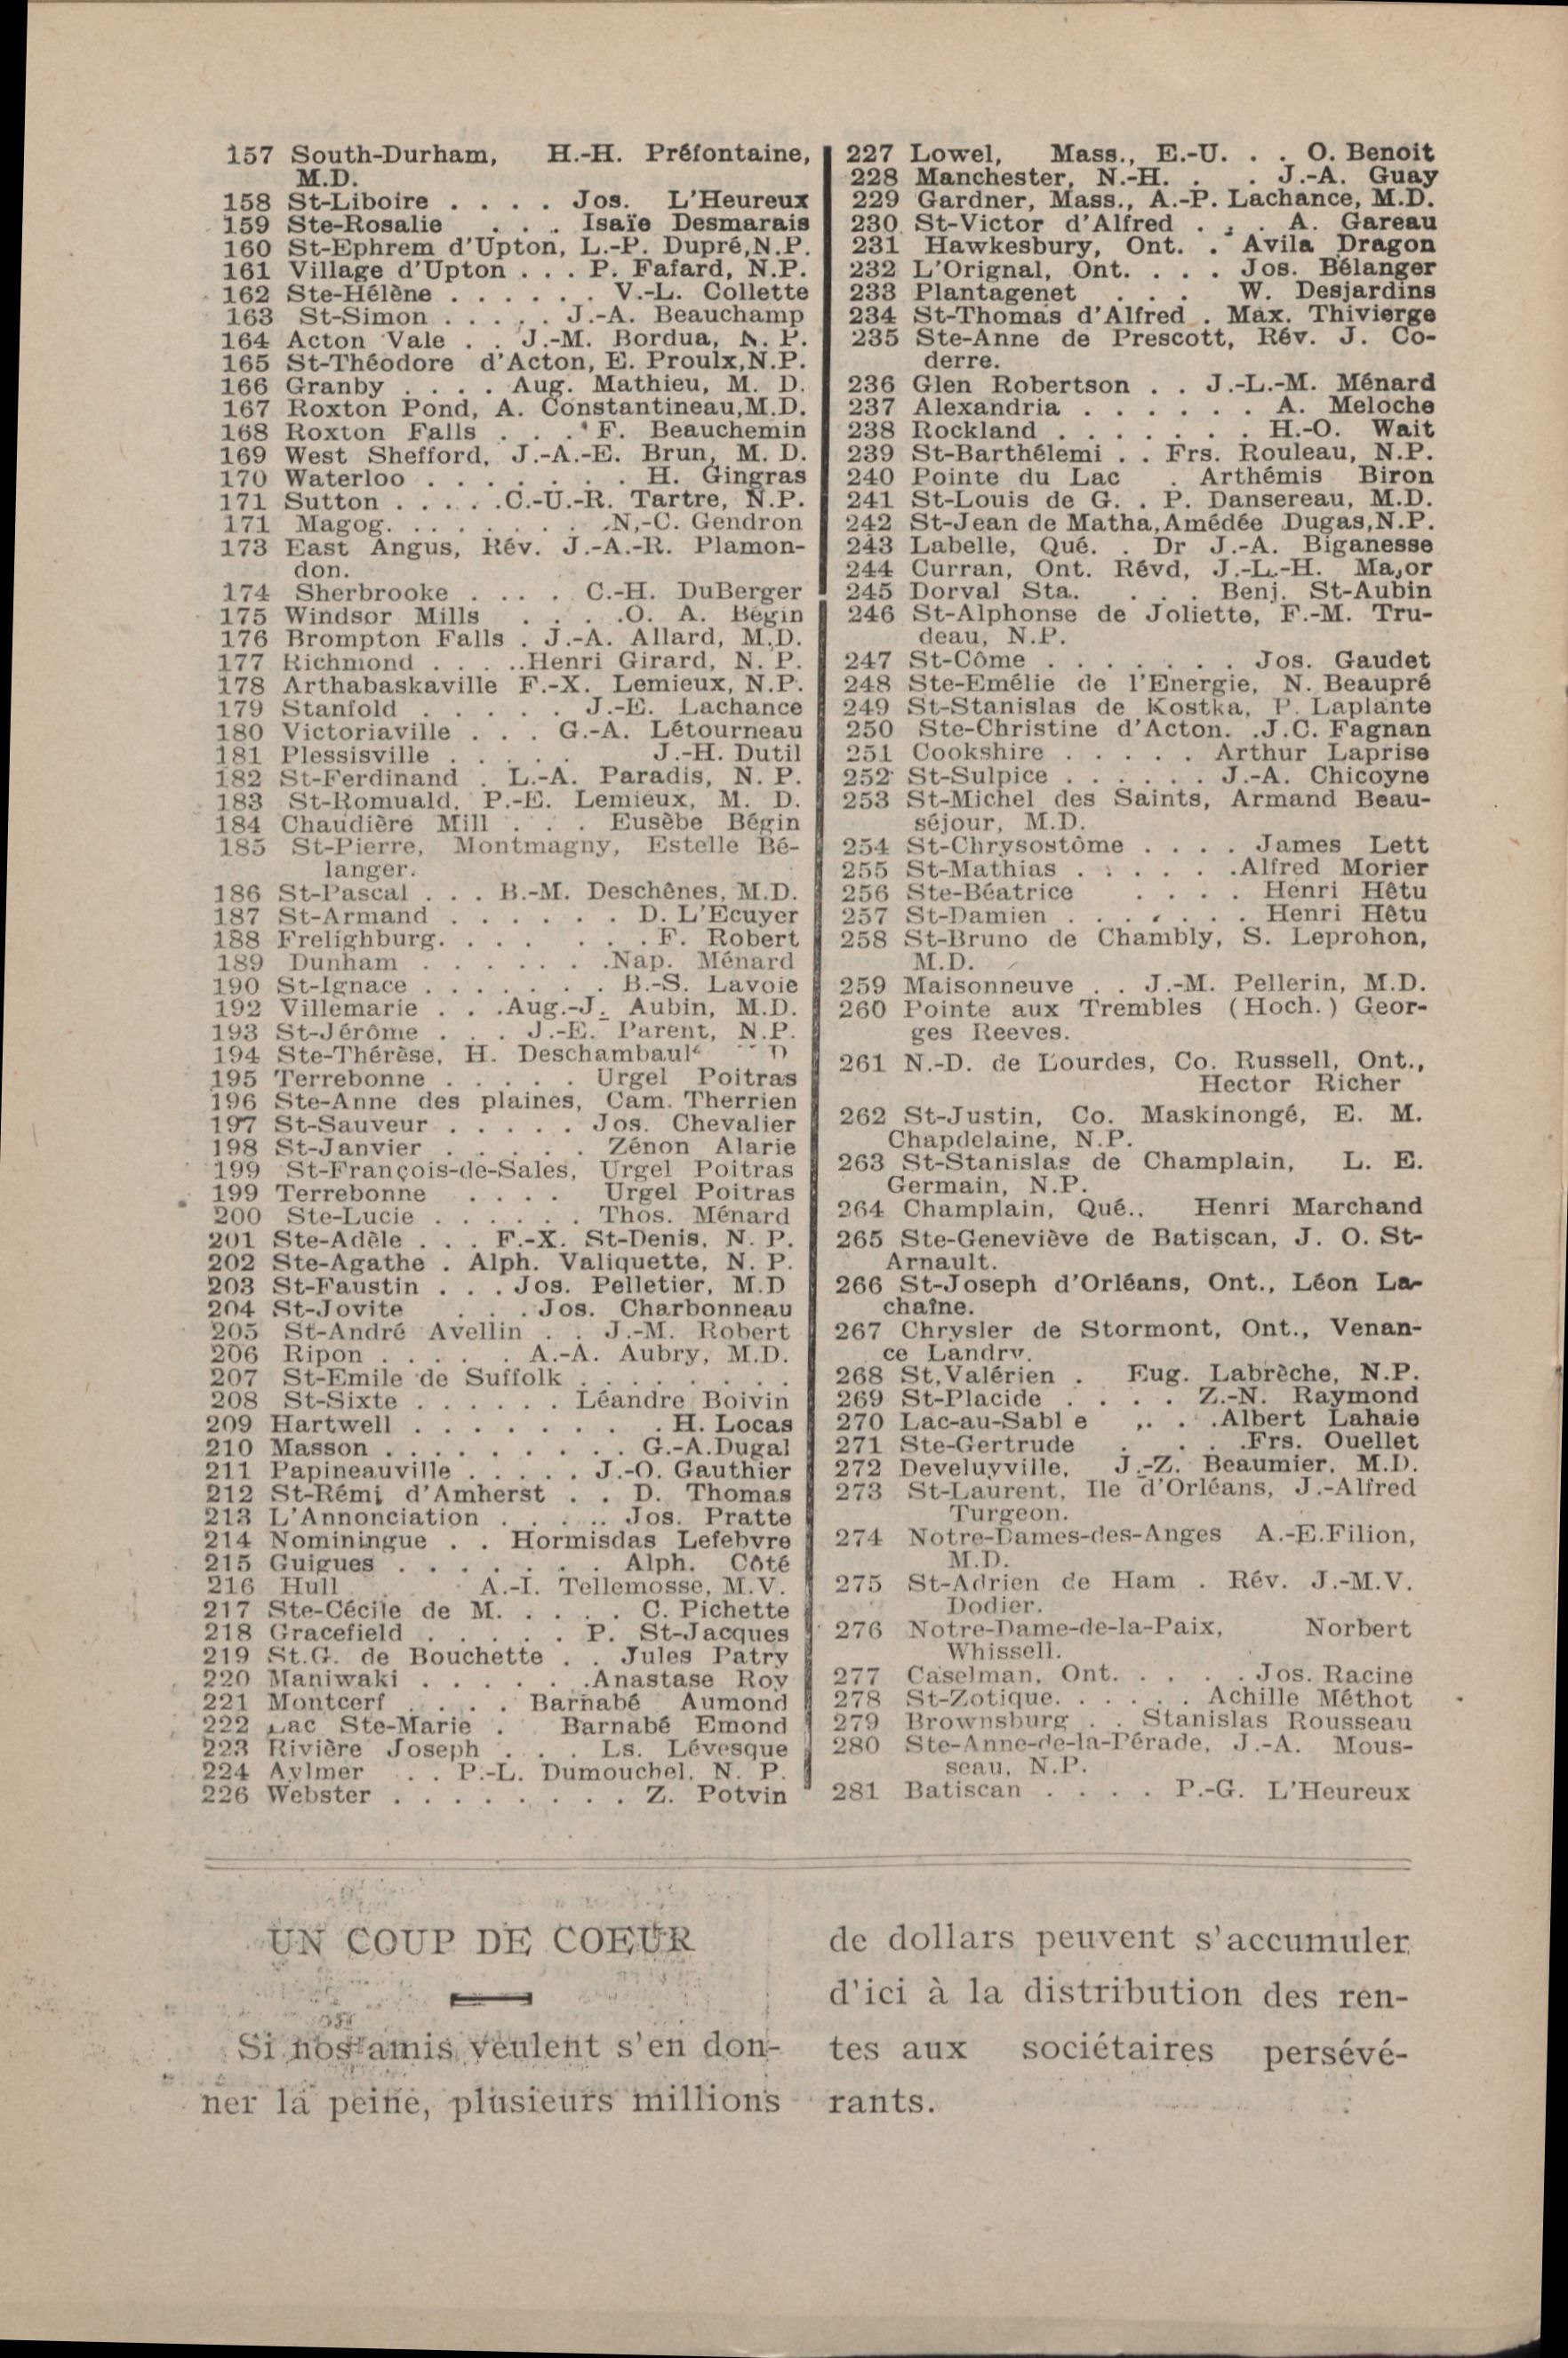 157 South-Durham, H.-H. Préfontaine,
M.D.
158 St-Liboire . . . . Jos. L'Heureux
159 Ste-Rosalie . . . Isaïe Desmarais
160 St-Ephrem d'Upton, L.-P. Dupré,N.P.
161 Village d'Upton . . . P. Fafard, N.P.
162 Ste-Hélène . . . . . . V.-L. Collette
163 St-Simon . . . . . J.-A. Beauchamp
164 Acton Vale . . J.-M. Bordua, N. P.
165 St-Théodore d'Acton, E. Proulx,N.P.
166 Granby . . . . Aug. Mathieu, M. D.
167 Roxton Pond, A. Constantineau,M.D.
168 Roxton Falls . . . F. Beauchemin
169 West Shefford, J.-A.-E. Brun, M. D.
170 Waterloo . . . . . . . H. Gingras
171 Sutton . . . . .C.-U.-R. Tartre, N.P.
171 Magog. . . . . . . . .N,-C. Gendron
173 East Angus, Rév. J.-A.-R. Plamon-
don.
174 Sherbrooke . . . . C.-H. DuBerger
175 Windsor Mills . . . .O. A. Bégin
176 Brompton Falls . J.-A. Allard, M.D.
177 Richmond . . . ..Henri Girard, N. P.
178 Arthabaskaville F.-X. Lemieux, N.P.
179 Stanfold . . . . . J.-E. Lachance
180 Victoriaville . . . G.-A. Létourneau
181 Plessisville . . . . . J.-H. Dutil
182 St-Ferdinand . L.-A. Paradis, N. P.
183 St-Romuald. P.-E. Lemieux, M. D.
184 Chaudière Mill . . . Eusèbe Bégin
185 St-Pierre, Montmagny, Estelle Bé-
langer.
186 St-Pascal . . . B.-M. Deschênes, M.D.
187 St-Armand . . . . . . D. L'Ecuyer
188 Frelighburg. . . . . . . . F. Robert
189 Dunham . . . . . . .Nap. Ménard
190 St-Ignace . . . . . . . B.-S. Lavoie
192 Villemarie . . .Aug.-J. Aubin, M.D.
193 St-Jérôme . . . J.-E. Parent, N.P.
194 Ste-Thérèse, H. Deschambaul D
195 Terrebonne . . . . . Urgel Poitras
196 Ste-Anne des plaines, Cam. Therrien
197 St-Sauveur . . . . . Jos. Chevalier
198 St-Janvier . . . . . Zénon Alarie
199 St-François-de-Sales, Urgel Poitras
199 Terrebonne . . . . Urgel Poitras
200 Ste-Lucie . . . . . . Thos. Ménard
201 Ste-Adèle . . . F.-X. St-Denis, N. P.
202 Ste-Agathe . Alph. Valiquette, N. P.
203 St-Faustin . . . Jos. Pelletier, M.D
204 St-Jovite . . . Jos. Charbonneau
205 St-André Avellin . . J.-M. Robert
206 Ripon . . . . . A.-A. Aubry, M.D.
207 St-Emile de Suffolk . . . . . . . .
208 St-Sixte . . . . . . Léandre Boivin
209 Hartwell . . . . . . . . H. Locas
210 Masson . . . . . . . . . G.-A.Dugal
211 Papineauville . . . . . J.-O. Gauthier
212 St-Rémi d'Amherst . . D. Thomas
213 L'Annonciation . . . .. Jos. Pratte
214 Nominingue . . Hormisdas Lefebvre
215 Guigues . . . . . . . Alph. Côté
216 Hull . A.-I. Tellemosse, M.V.
217 Ste-Cécile de M. . . . . C. Pichette
218 Gracefield . . . . . P. St-Jacques
219 St.G. de Bouchette . . Jules Patry
220 Maniwaki . . . . . .Anastase Roy
221 Montcerf . . . . Barnabé Aumond
222 Lac Ste-Marie . Barnabé Emond
223 Rivière Joseph . . . Ls. Lévesque
224 Aylmer . . P.-L. Dumouchel. N. P.
226 Webster . . . . . . . . Z. Potvin
227 Lowel, Mass., E.-U. . . O. Benoit
228 Manchester, N.-H. . . J.-A. Guay
229 Gardner, Mass., A.-P. Lachance, M.D.
230 St-Victor d'Alfred . . . A. Gareau
231 Hawkesbury, Ont. . Avila Dragon
232 L'Orignal, Ont. . . . Jos. Bélanger
233 Plantagenet . . . W. Desjardins
234 St-Thomas d'Alfred . Max. Thivierge
235 Ste-Anne de Prescott, Rév. J. Co-
derre.
236 Glen Robertson . . J.-L.-M. Ménard
237 Alexandria . . . . . . A. Meloche
238 Rockland . . . . . . . H.-O. Wait
239 St-Barthélemi . . Frs. Rouleau, N.P.
240 Pointe du Lac . Arthémis Biron
241 St-Louis de G. . P. Dansereau, M.D.
242 St-Jean de Matha,Amédée Dugas,N.P.
243 Labelle, Qué. . Dr J.-A. Biganesse
244 Curran, Ont. Révd, J.-L.-H. Major
245 Dorval Sta. . . . Benj. St-Aubin
246 St-Alphonse de Joliette, F.-M. Tru-
deau, N.P.
247 St-Côme . . . . . . . Jos. Gaudet
248 Ste-Emélie de l'Energie, N. Beaupré
249 St-Stanislas de Kostka, P. Laplante
250 Ste-Christine d'Acton. .J.C. Fagnan
251 Cookshire . . . . . Arthur Laprise
252 St-Sulpice . . . . . . J.-A. Chicoyne
253 St-Michel des Saints, Armand Beau-
séjour, M.D.
254 St-Chrysostôme . . . . James Lett
255 St-Mathias . . . . . .Alfred Morier
256 Ste-Béatrice . . . . Henri Hêtu
257 St-Damien . . . . . . . Henri Hêtu
258 St-Bruno de Chambly, S. Leprohon,
M.D.
259 Maisonneuve . . J.-M. Pellerin, M.D.
260 Pointe aux Trembles (Hoch.) Geor-
ges Reeves.
261 N.-D. de Lourdes, Co. Russell, Ont.,
Hector Richer
262 St-Justin, Co. Maskinongé, E. M.
Chapdelaine, N.P.
263 St-Stanislas de Champlain, L. E.
Germain, N.P.
264 Champlain, Qué.. Henri Marchand
265 Ste-Geneviève de Batiscan, J. O. St-
Arnault.
266 St-Joseph d'Orléans, Ont., Léon La-
chaîne.
267 Chrysler de Stormont, Ont., Venan-
ce Landry.
268 St,Valérien . Eug. Labrèche, N.P.
269 St-Placide . . . . Z.-N. Raymond
270 Lac-au-Sabl e ,. . .Albert Lahaie
271 Ste-Gertrude . . . .Frs. Ouellet
272 Develuyville, J.-Z. Beaumier, M.D.
273 St-Laurent, Ile d'Orléans, J.-Alfred
Turgeon.
274 Notre-Dames-des-Anges A.-E.Filion,
M.D.
275 St-Adrien de Ham . Rév. J.-M.V.
Dodier.
276 Notre-Dame-de-la-Paix, Norbert
Whissell.
277 Caselman, Ont. . . . . Jos. Racine
278 St-Zotique. . . . . . Achille Méthot
279 Brownsburg . . Stanislas Rousseau
280 Ste-Anne-de-la-Pérade, J.-A. Mous-
seau, N.P.
281 Batiscan . . . . P.-G. L'Heureux
UN COUP DE COEUR
Si nos amis veulent s'en don-
ner la peine, plusieurs millions
de dollars peuvent s'accumuler
d'ici à la distribution des ren-
tes aux sociétaires persévé-
rants.